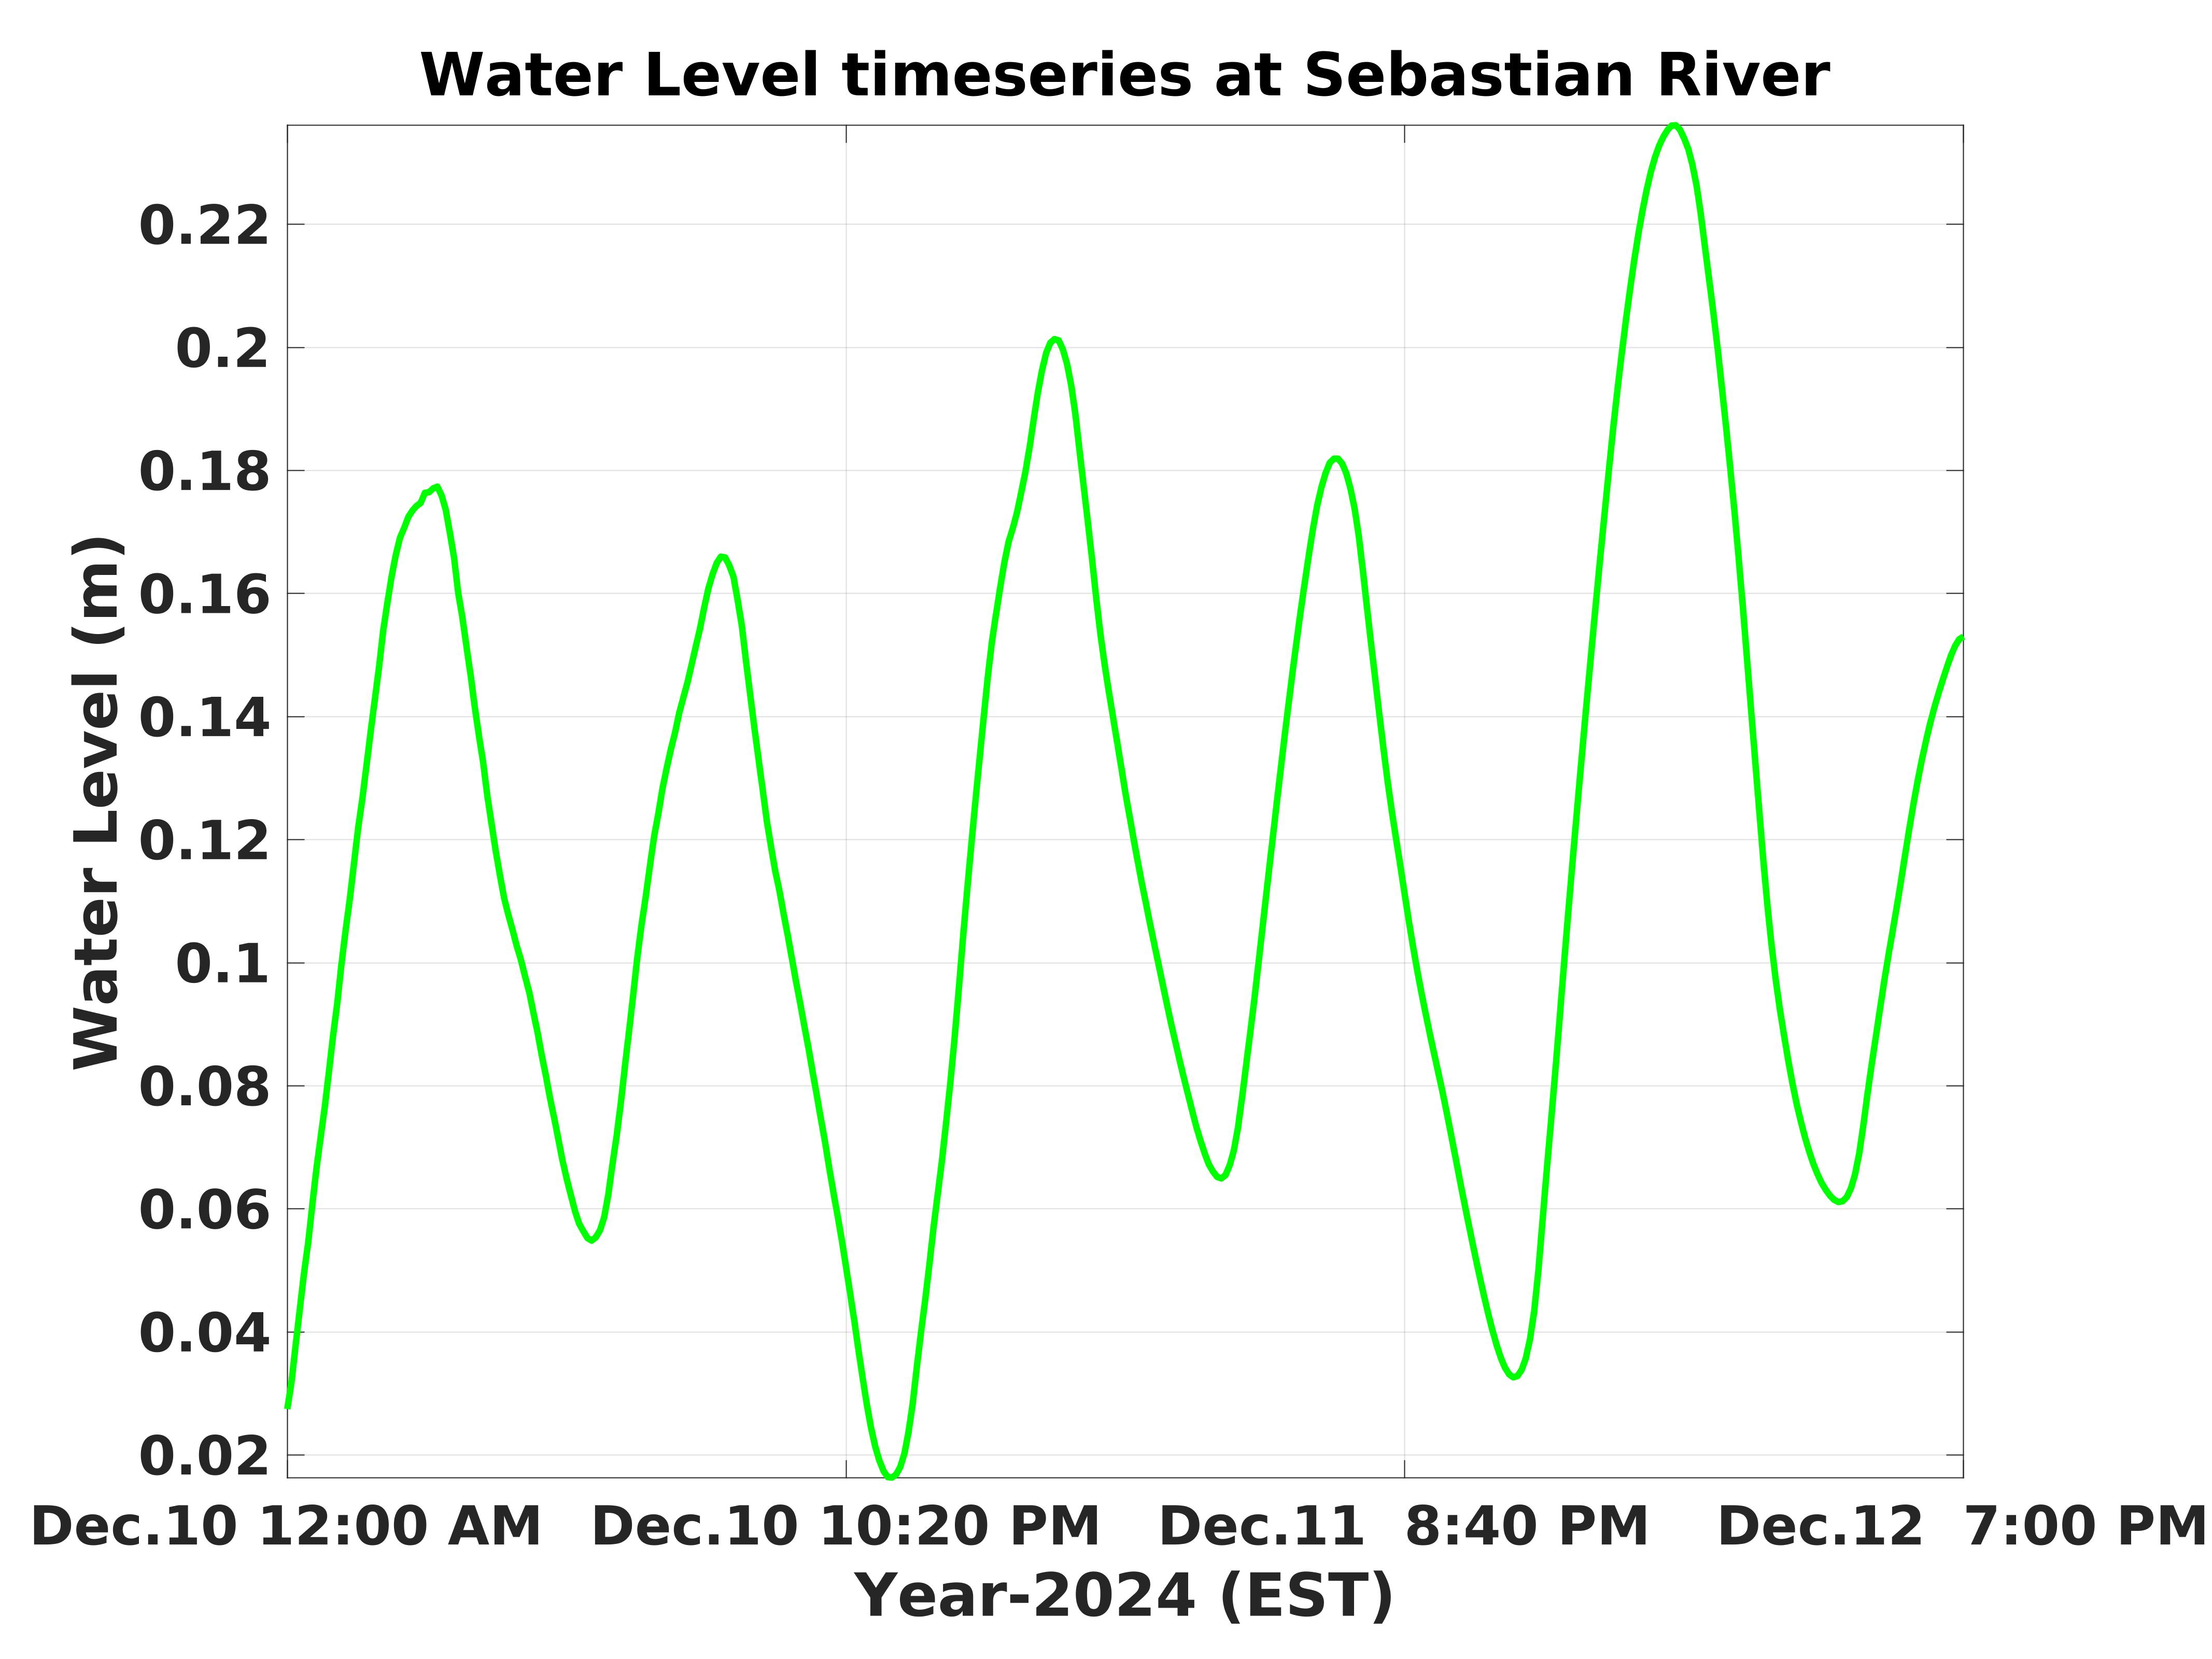 Water Level timeseries at Sebastian River
Water Level (m)
0.22
0.2
0.18
0.16
0.14
0.12
0.1
0.08
0.06
0.04
0.02
Dec.10 12:00 AM Dec.10 10:20 PM Dec.11 8:40 PM Dec.12 7:00 PM
Year-2024 (EST)